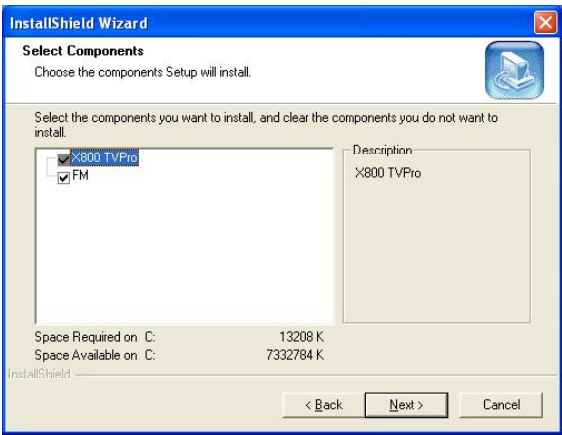 InstallShield Wizard
Select Components
Choose the components Setup will install.
Select the components you want to install, and clear the components you do not want to
install.
X800 TVPro
FM
Description
X800 TVPro
Space Required on C: 13208 K
Space Available on C: 7332784 K
InstallShield
< Back Next > Cancel